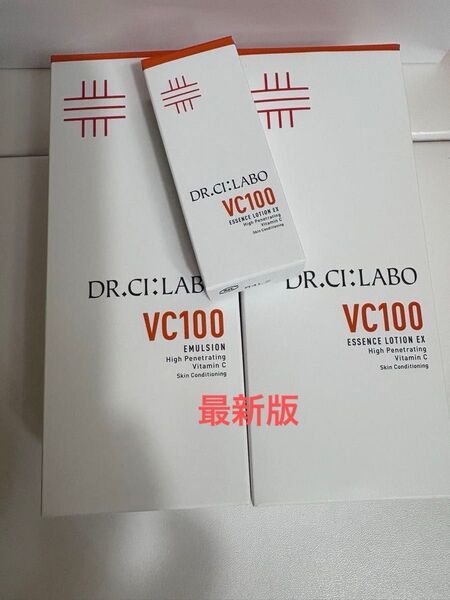 DR.CI:LABO
VC100
ESSENCE LOTION EX
High Penetrating
Vitamin C
Skin Conditioning
DR.CI:LABO
VC100
EMULSION
High Penetrating
Vitamin C
Skin Conditioning
DR.CI:LABO
VC100
ESSENCE LOTION EX
High Penetrating
Vitamin C
Skin Conditioning
最新版